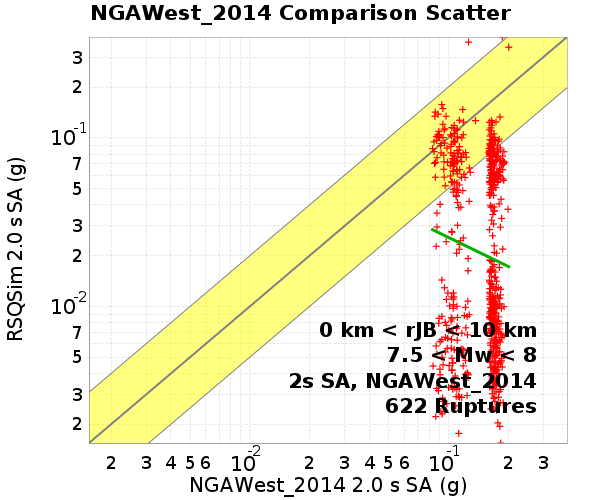 NGAWest_2014 Comparison Scatter
RSQSim 2.0 s SA (g)
3
2
10-1
7
5
3
2
10-2
7
5
3
2
0 km < rJB < 10 km
7.5 < Mw < 8
2s SA, NGAWest_2014
622 Ruptures
2 3 4 5 6 10-2 2 3 4 5 6 10-1 2 3
NGAWest_2014 2.0 s SA (g)